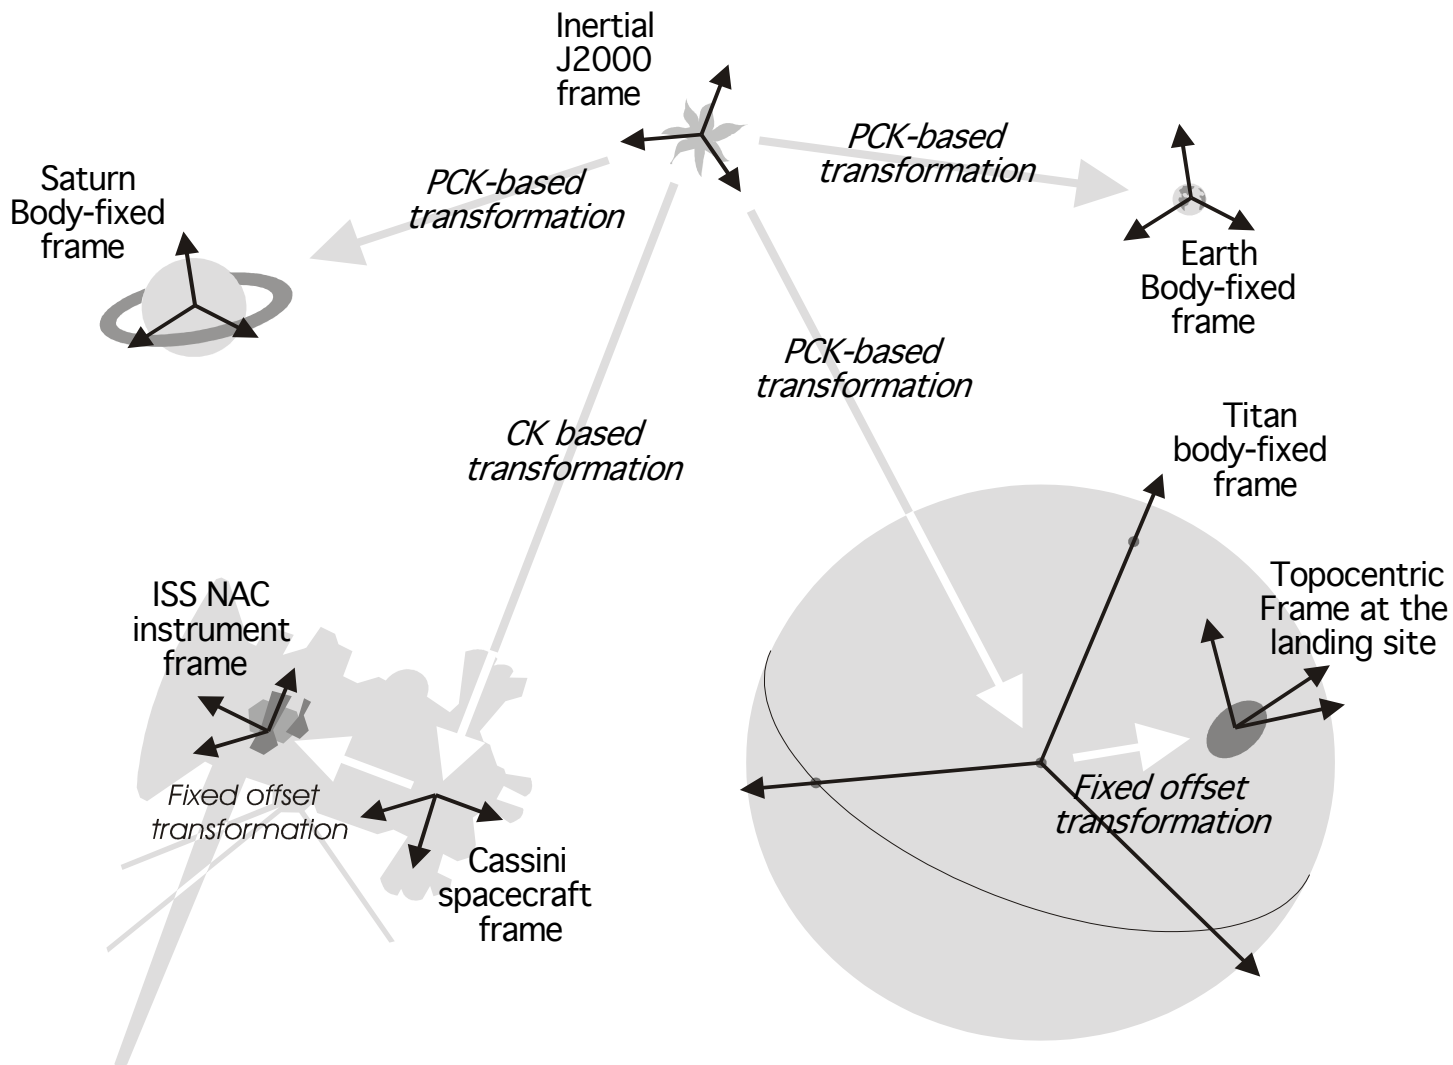 Inertial
J2000
frame
PCK-based
transformation
PCK-based
transformation
Saturn
Body-fixed
frame
Earth
Body-fixed
frame
PCK-based
transformation
CK based
transformation
Titan
body-fixed
frame
ISS NAC
instrument
frame
Topocentric
Frame at the
landing site
Fixed offset
transformation
Fixed offset
transformation
Cassini
spacecraft
frame